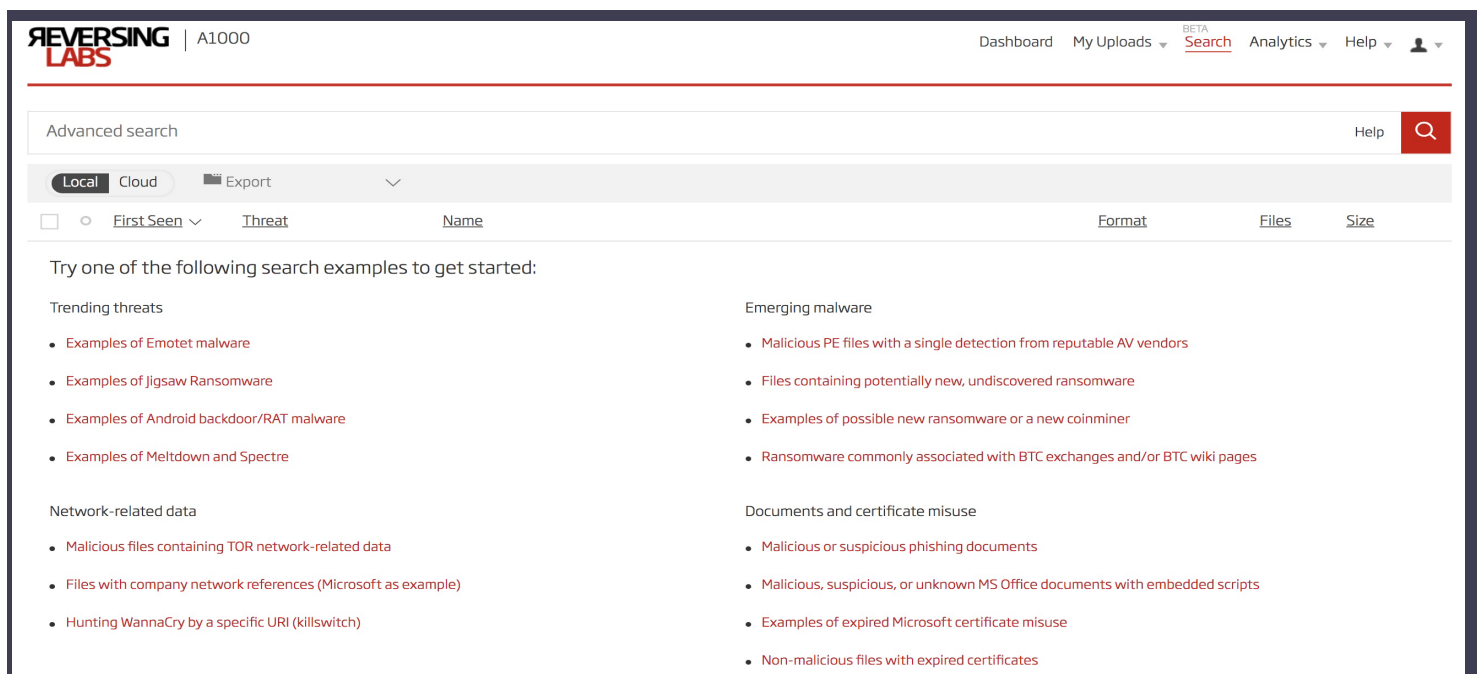 REVERSING LABS | A1000
BETA
Dashboard My Uploads Search Analytics Help
Advanced search Help
Local Cloud Export
First Seen Threat Name Format Files Size
Try one of the following search examples to get started:
Trending threats
Examples of Emotet malware
Examples of Jigsaw Ransomware
Examples of Android backdoor/RAT malware
Examples of Meltdown and Spectre
Emerging malware
Malicious PE files with a single detection from reputable AV vendors
Files containing potentially new, undiscovered ransomware
Examples of possible new ransomware or a new coinminer
Ransomware commonly associated with BTC exchanges and/or BTC wiki pages
Network-related data
Malicious files containing TOR network-related data
Files with company network references (Microsoft as example)
Hunting WannaCry by a specific URI (killswitch)
Documents and certificate misuse
Malicious or suspicious phishing documents
Malicious, suspicious, or unknown MS Office documents with embedded scripts
Examples of expired Microsoft certificate misuse
Non-malicious files with expired certificates